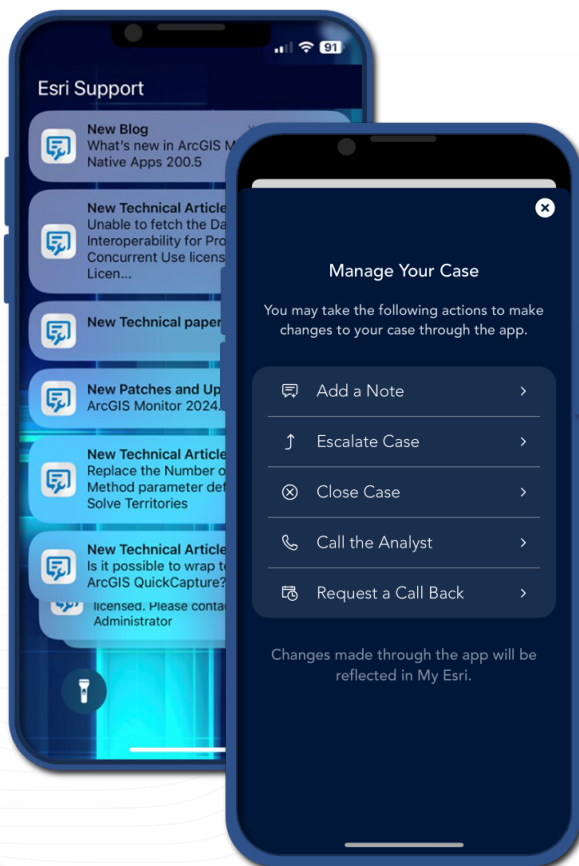 91
Esri Support
New Blog
What's new in ArcGIS M
Native Apps 200.5
New Technical Article
Unable to fetch the Da
Interoperability for Pro
Concurrent Use licens
Licen...
New Technical paper
New Patches and Up
ArcGIS Monitor 2024.
New Technical Article
Replace the Number o
Method parameter def
Solve Territories
New Technical Article
Is it possible to wrap te
ArcGIS QuickCapture?
licensed. Please conta
Administrator
Manage Your Case
You may take the following actions to make
changes to your case through the app.
Add a Note
Escalate Case
Close Case
Call the Analyst
Request a Call Back
Changes made through the app will be
reflected in My Esri.